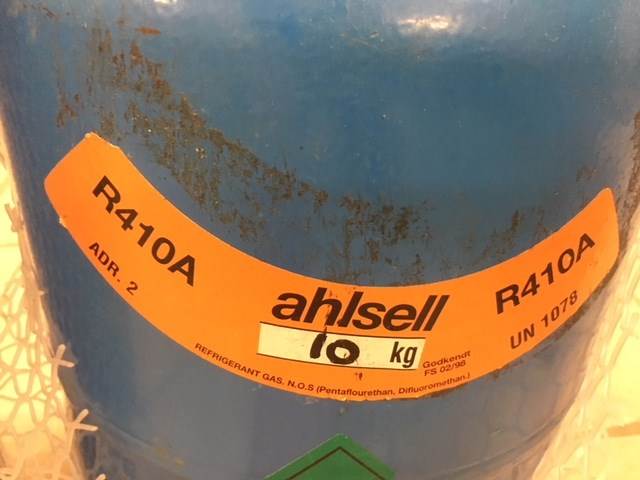 R410A
ADR. 2
ahlsell
10 kg
Godkendt
FS 02/98
REFRIGERANT GAS. N.O.S (Pentaflourethan, Difluoromethan.)
R410A
UN 1078